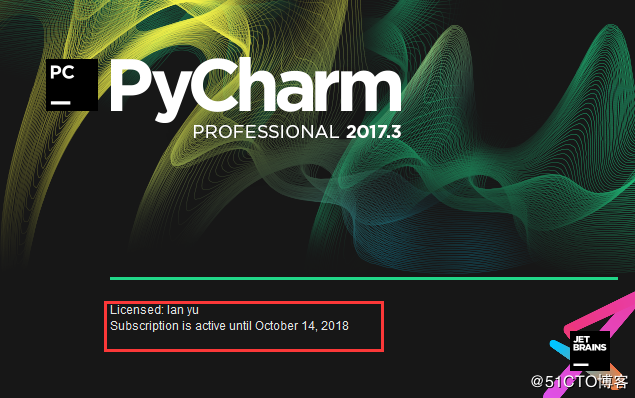 PC
PyCharm
PROFESSIONAL 2017.3
Licensed: lan yu
Subscription is active until October 14, 2018
JET
BRAINS
@51CTO博客